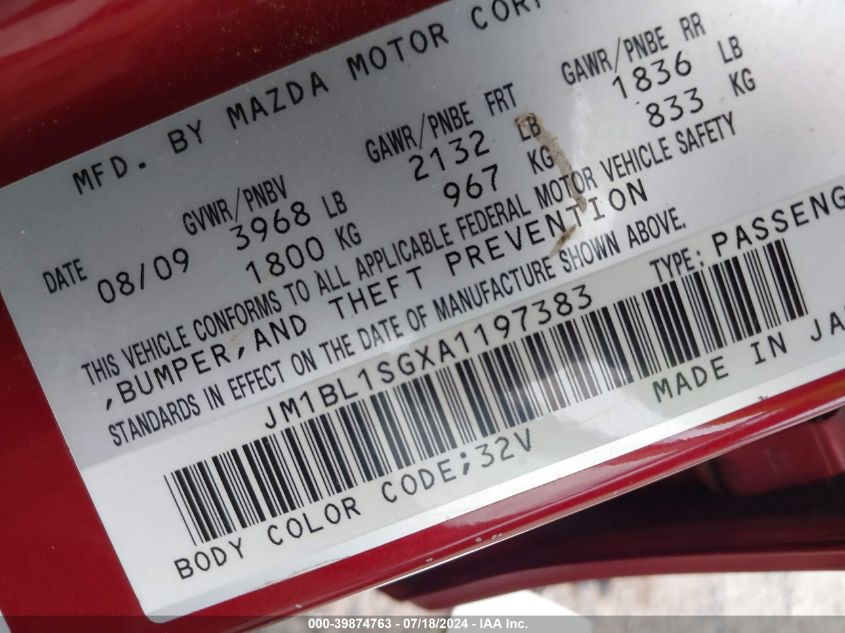 MFD. BY MAZDA MOTOR CORP
DATE GVWR/PNBV GAWR/PNBE FRT GAWR/PNBE RR
08/09 3968 LB 2132 LB 1836 LB
1800 KG 967 KG 833 KG
THIS VEHICLE CONFORMS TO ALL APPLICABLE FEDERAL MOTOR VEHICLE SAFETY
,BUMPER,AND THEFT PREVENTION
STANDARDS IN EFFECT ON THE DATE OF MANUFACTURE SHOWN ABOVE.
JM1BL1SGXA1197383 TYPE: PASSENG
BODY COLOR CODE;32V MADE IN JA
000-39874763 - 07/18/2024 - IAA Inc.